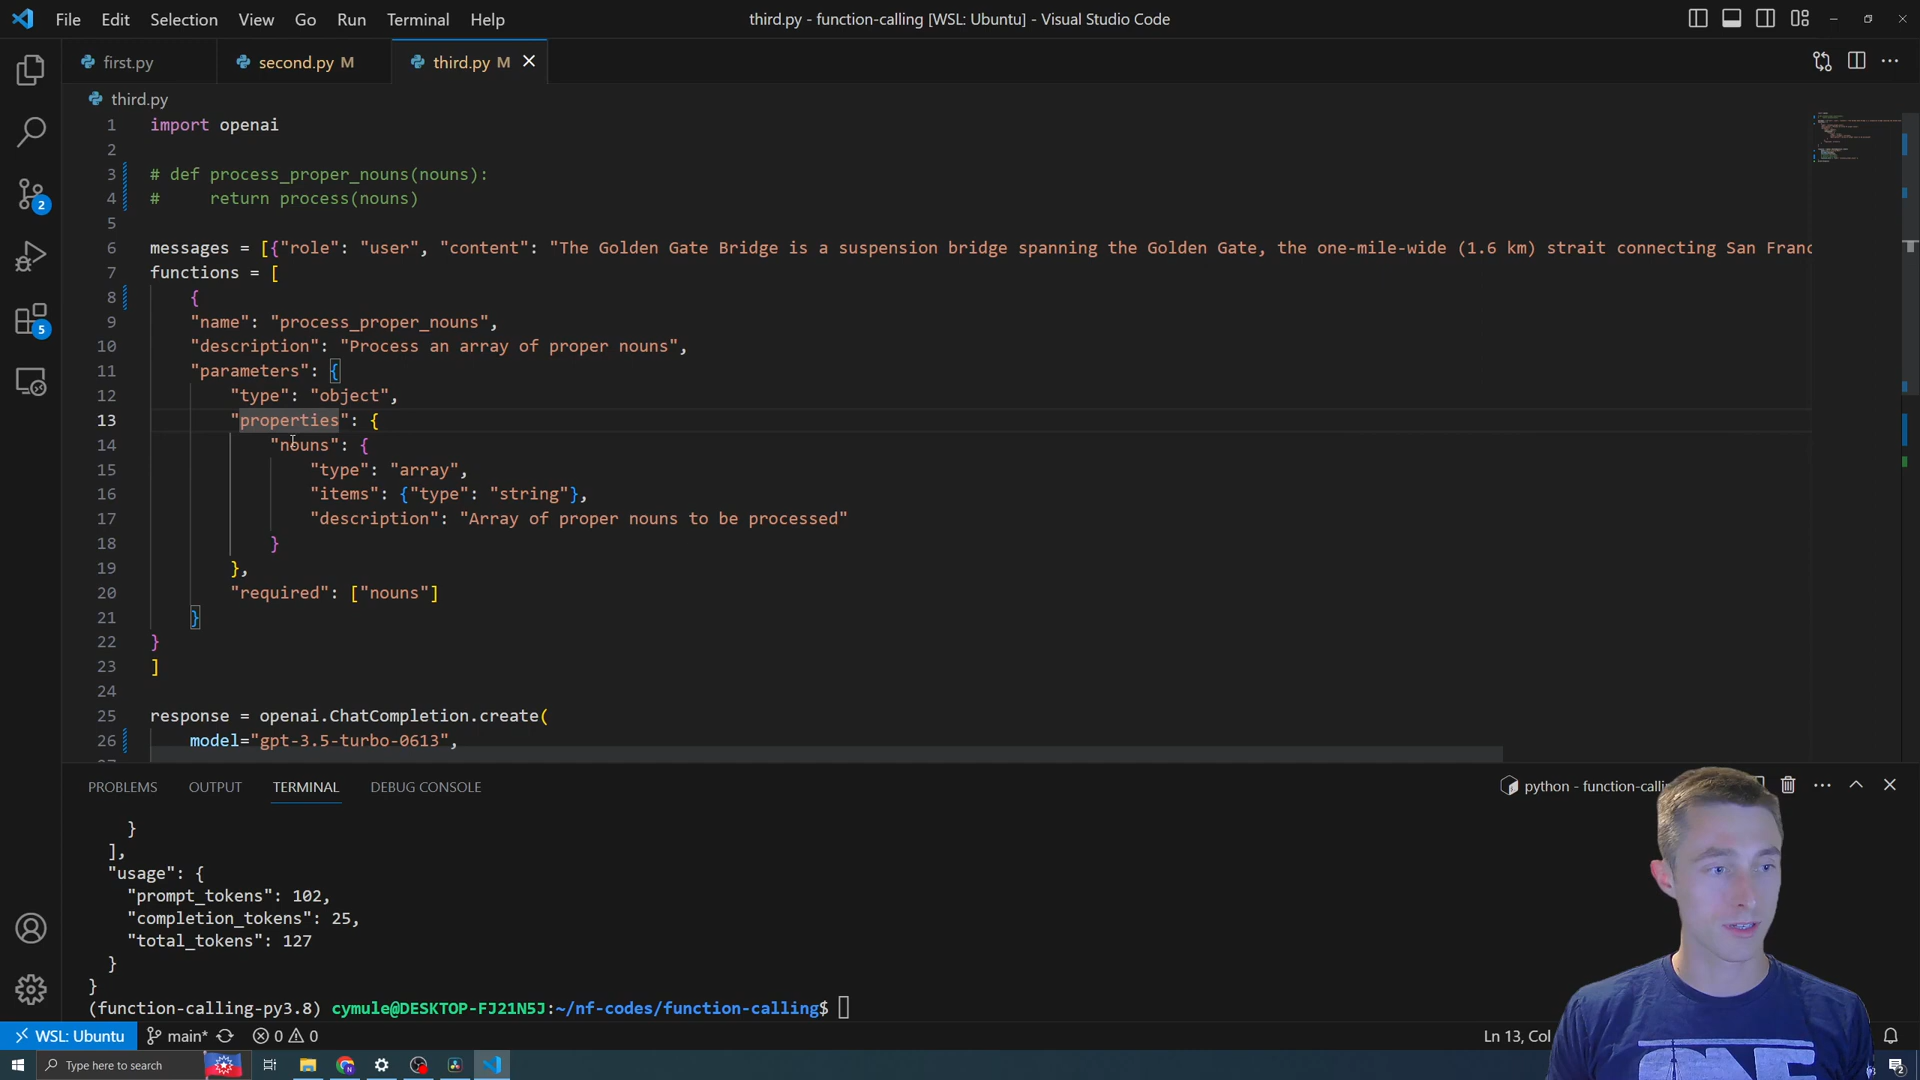 File Edit Selection View Go Run Terminal Help
third.py - function-calling [WSL: Ubuntu] - Visual Studio Code
first.py
second.py M
third.py M
third.py
1 import openai
2
3 # def process_proper_nouns(nouns):
4 #     return process(nouns)
5
6 messages = [{"role": "user", "content": "The Golden Gate Bridge is a suspension bridge spanning the Golden Gate, the one-mile-wide (1.6 km) strait connecting San Franc
7 functions = [
8 {
9 "name": "process_proper_nouns",
10 "description": "Process an array of proper nouns",
11 "parameters": {
12 "type": "object",
13 "properties": {
14 "nouns": {
15 "type": "array",
16 "items": {"type": "string"},
17 "description": "Array of proper nouns to be processed"
18 }
19 },
20 "required": ["nouns"]
21 }
22 }
23 ]
24
25 response = openai.ChatCompletion.create(
26 model="gpt-3.5-turbo-0613",
2
5
PROBLEMS OUTPUT TERMINAL DEBUG CONSOLE
python - function-calli
}
],
"usage": {
"prompt_tokens": 102,
"completion_tokens": 25,
"total_tokens": 127
}
}
(function-calling-py3.8) cymule@DESKTOP-FJ21N5J:~/nf-codes/function-calling$
WSL: Ubuntu main* 0 0
Ln 13, Col
Type here to search
2